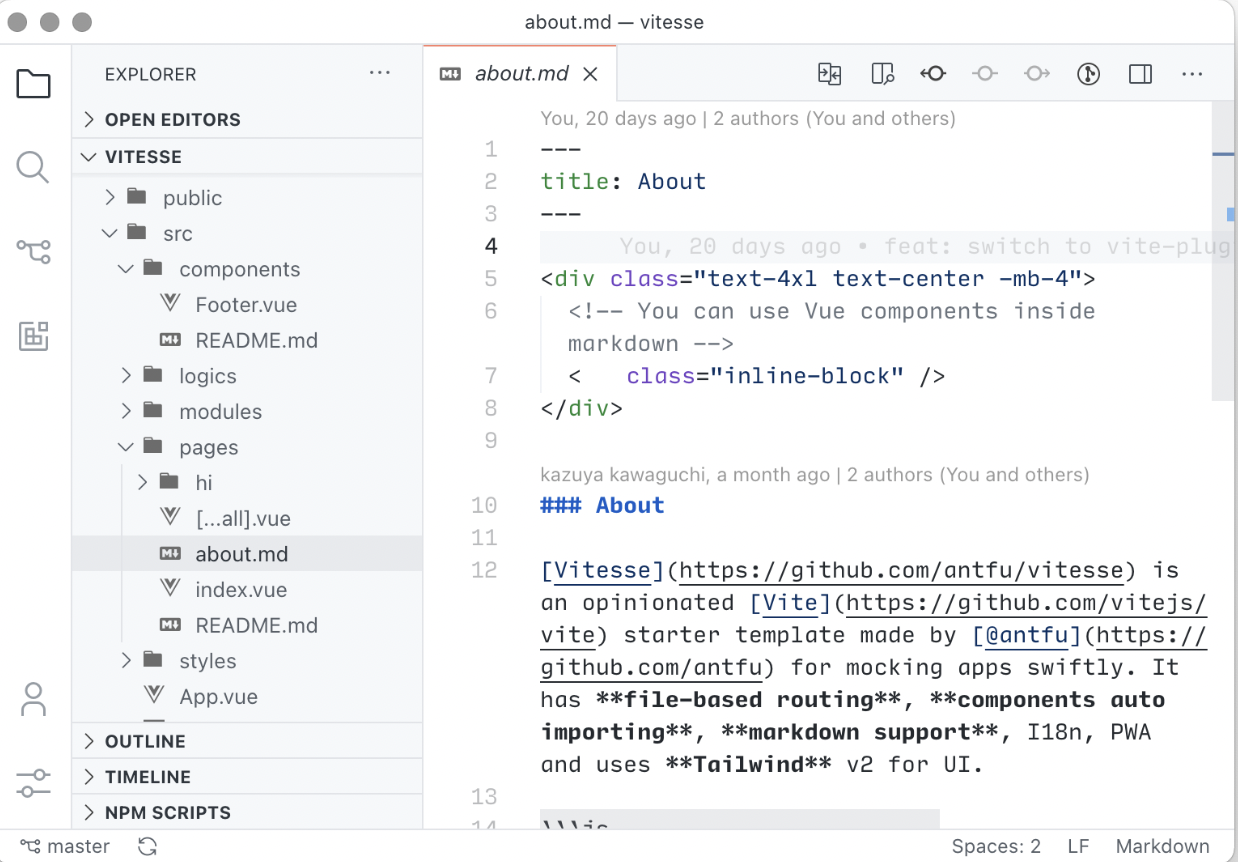 about.md — vitesse
EXPLORER
OPEN EDITORS
VITESSE
public
src
components
Footer.vue
README.md
logics
modules
pages
hi
[...all].vue
about.md
index.vue
README.md
styles
App.vue
OUTLINE
TIMELINE
NPM SCRIPTS
about.md
You, 20 days ago | 2 authors (You and others)
1 ---
2 title: About
3 ---
4 You, 20 days ago • feat: switch to vite-plug
5 <div class="text-4xl text-center -mb-4">
6 <!-- You can use Vue components inside
markdown -->
7 < class="inline-block" />
8 </div>
9
kazuya kawaguchi, a month ago | 2 authors (You and others)
10 ### About
11
12 [Vitesse](https://github.com/antfu/vitesse) is
an opinionated [Vite](https://github.com/vitejs/
vite) starter template made by [@antfu](https://
github.com/antfu) for mocking apps swiftly. It
has **file-based routing**, **components auto
importing**, **markdown support**, I18n, PWA
and uses **Tailwind** v2 for UI.
13
14
master
Spaces: 2 LF Markdown